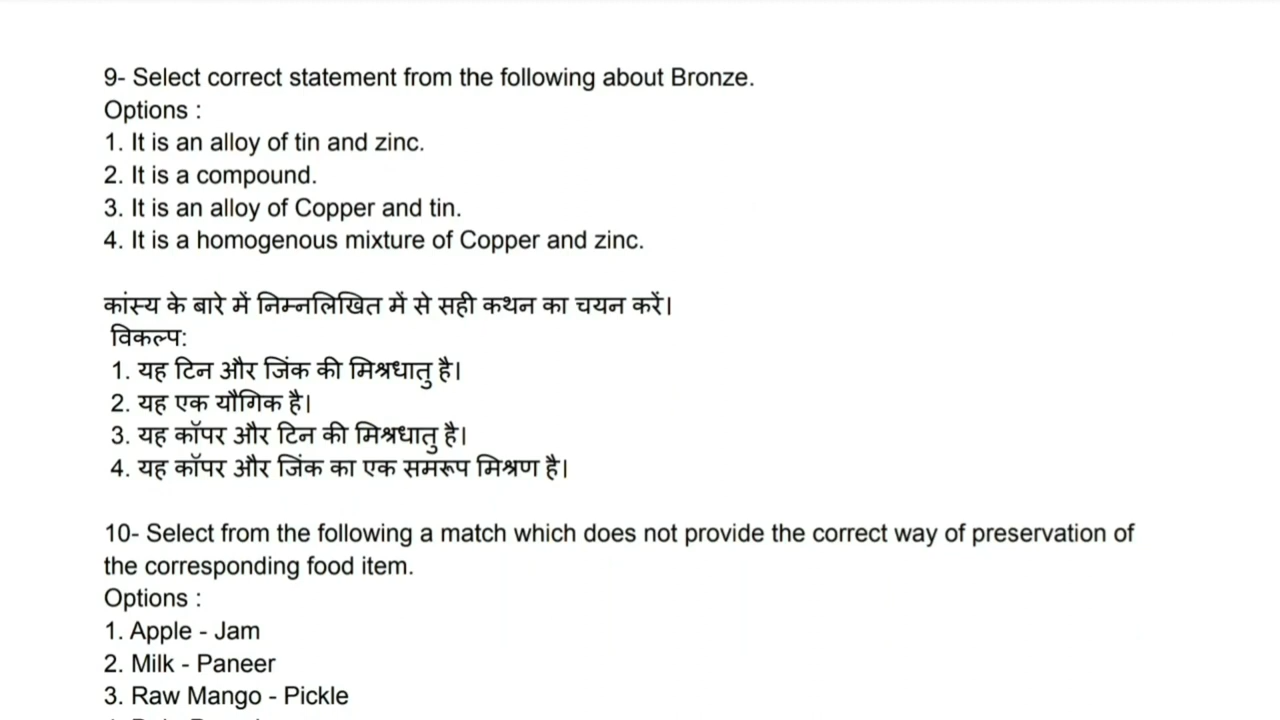 9- Select correct statement from the following about Bronze.
Options :
1. It is an alloy of tin and zinc.
2. It is a compound.
3. It is an alloy of Copper and tin.
4. It is a homogenous mixture of Copper and zinc.
कांस्य के बारे में निम्नलिखित में से सही कथन का चयन करें।
विकल्प:
1. यह टिन और जिंक की मिश्रधातु है।
2. यह एक यौगिक है।
3. यह कॉपर और टिन की मिश्रधातु है।
4. यह कॉपर और जिंक का एक समरूप मिश्रण है।
10- Select from the following a match which does not provide the correct way of preservation of
the corresponding food item.
Options :
1. Apple - Jam
2. Milk - Paneer
3. Raw Mango - Pickle